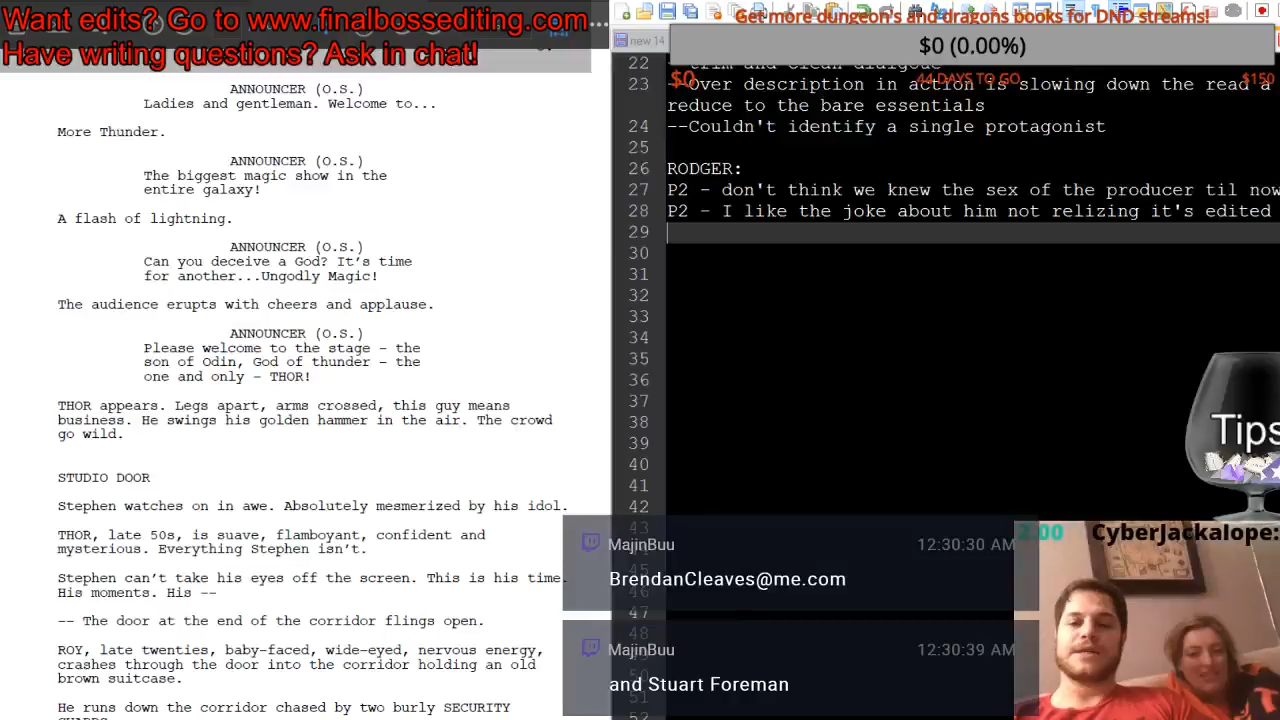 Want edits? Go to www.finalbossediting.com
Have writing questions? Ask in chat!
ANNOUNCER (O.S.)
Ladies and gentleman. Welcome to...
More Thunder.
ANNOUNCER (O.S.)
The biggest magic show in the
entire galaxy!
A flash of lightning.
ANNOUNCER (O.S.)
Can you deceive a God? It's time
for another...Ungodly Magic!
The audience erupts with cheers and applause.
ANNOUNCER (O.S.)
Please welcome to the stage - the
son of Odin, God of thunder - the
one and only - THOR!
THOR appears. Legs apart, arms crossed, this guy means
business. He swings his golden hammer in the air. The crowd
go wild.
STUDIO DOOR
Stephen watches on in awe. Absolutely mesmerized by his idol.
THOR, late 50s, is suave, flamboyant, confident and
mysterious. Everything Stephen isn't.
Stephen can't take his eyes off the screen. This is his time.
His moments. His --
-- The door at the end of the corridor flings open.
ROY, late twenties, baby-faced, wide-eyed, nervous energy,
crashes through the door into the corridor holding an old
brown suitcase.
He runs down the corridor chased by two burly SECURITY
Get more dungeon's and dragons books for DND streams!
new 14
$0 (0.00%)
$0
44 DAYS TO GO
$150
22
23 Over description in action is slowing down the read a
reduce to the bare essentials
24 --Couldn't identify a single protagonist
25
26 RODGER:
27 P2 - don't think we knew the sex of the producer til now
28 P2 - I like the joke about him not relizing it's edited
29
30
31
32
33
34
35
36
37
38
39
40
41
42
43
Tips
MajinBuu 12:30:30 AM
BrendanCleaves@me.com
47
MajinBuu 12:30:39 AM
and Stuart Foreman
2.00 CyberJackalope: